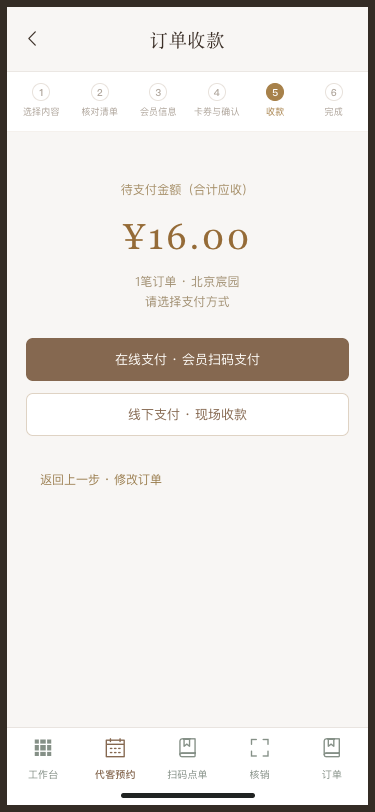 订单收款
1
2
3
4
5
6
选择内容
核对清单
会员信息
卡券与确认
收款
完成
待支付金额（合计应收）
¥16.00
1笔订单 · 北京宸园
请选择支付方式
在线支付 · 会员扫码支付
线下支付 · 现场收款
返回上一步 · 修改订单
工作台
代客预约
扫码点单
核销
订单